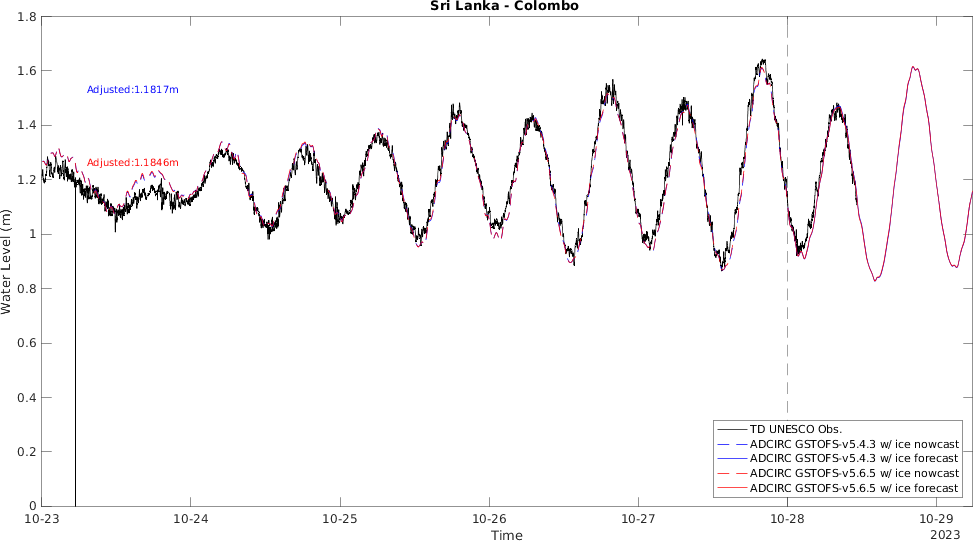 Sri Lanka - Colombo
1.8
1.6
1.4
1.2
1
0.8
0.6
0.4
0.2
0
Water Level (m)
Adjusted:1.1817m
Adjusted:1.1846m
TD UNESCO Obs.
ADCIRC GSTOFS-v5.4.3 w/ ice nowcast
ADCIRC GSTOFS-v5.4.3 w/ ice forecast
ADCIRC GSTOFS-v5.6.5 w/ ice nowcast
ADCIRC GSTOFS-v5.6.5 w/ ice forecast
10-23 10-24 10-25 10-26 10-27 10-28 10-29
Time
2023